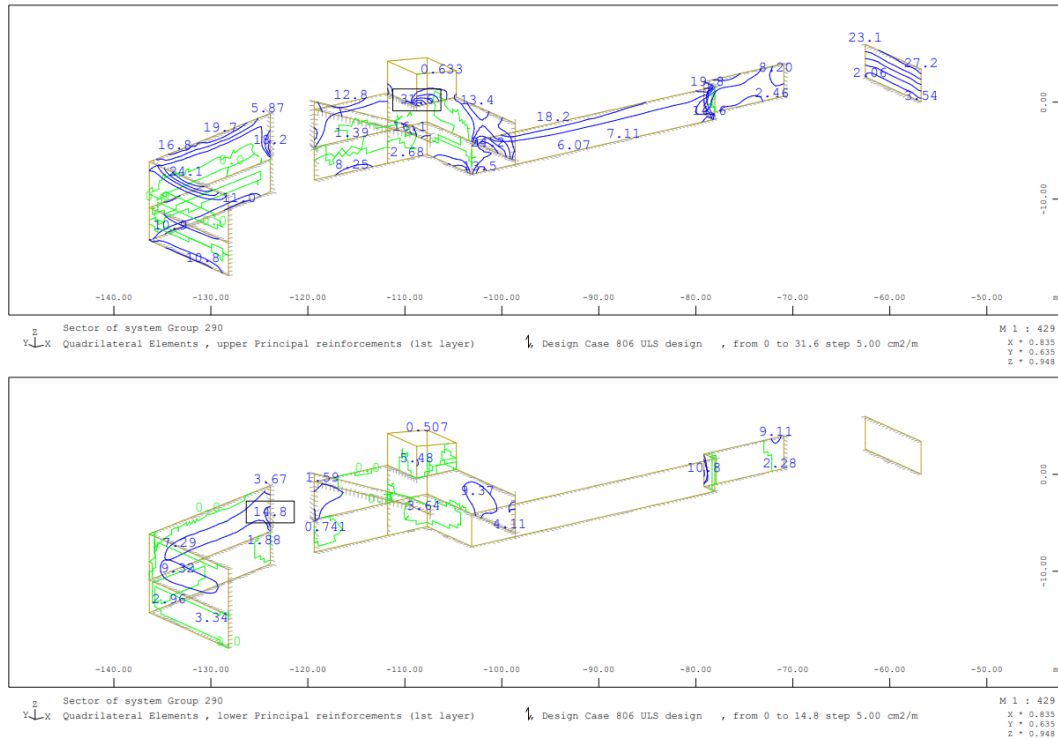 23.1
0.633 8.20 27.2
19.8 2.06
12.8 13.4 2.46 3.54
5.87
19.7 18.2 18.2
16.8 1.39 16.1 7.11
24.1 8.25 2.68 6.07
11.0
10.9
10.8
0.00
-10.00
-140.00 -130.00 -120.00 -110.00 -100.00 -90.00 -80.00 -70.00 -60.00 -50.00 m
Sector of system Group 290 M 1 : 429
Quadrilateral Elements , upper Principal reinforcements (1st layer) Design Case 806 ULS design , from 0 to 31.6 step 5.00 cm2/m
X * 0.835
Y * 0.635
Z * 0.948
Z
Y X
0.507 9.11
5.48 10.8 2.28
3.67 1.59 0.0 9.37
0.0 14.8 3.64 4.11
7.29 1.88 0.741
9.32
2.96
3.34
0.0
0.00
-10.00
-140.00 -130.00 -120.00 -110.00 -100.00 -90.00 -80.00 -70.00 -60.00 -50.00 m
Sector of system Group 290 M 1 : 429
Quadrilateral Elements , lower Principal reinforcements (1st layer) Design Case 806 ULS design , from 0 to 14.8 step 5.00 cm2/m
X * 0.835
Y * 0.635
Z * 0.948
Z
Y X